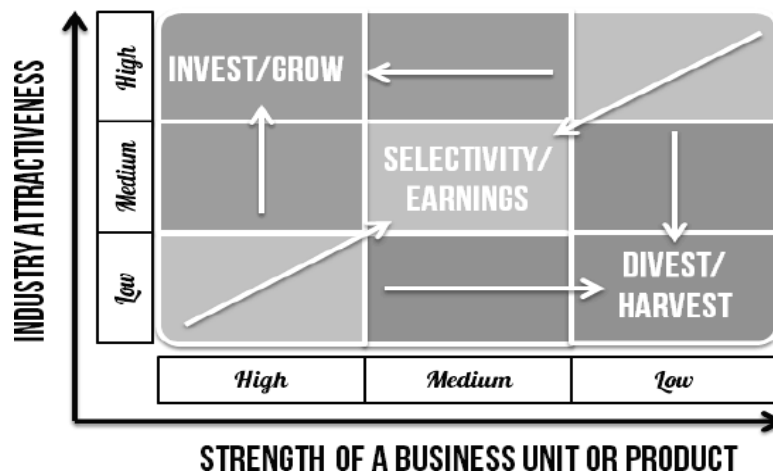 INDUSTRY ATTRACTIVENESS
High
Medium
Low
INVEST/GROW
SELECTIVITY/
EARNINGS
DIVEST/
HARVEST
High
Medium
Low
STRENGTH OF A BUSINESS UNIT OR PRODUCT